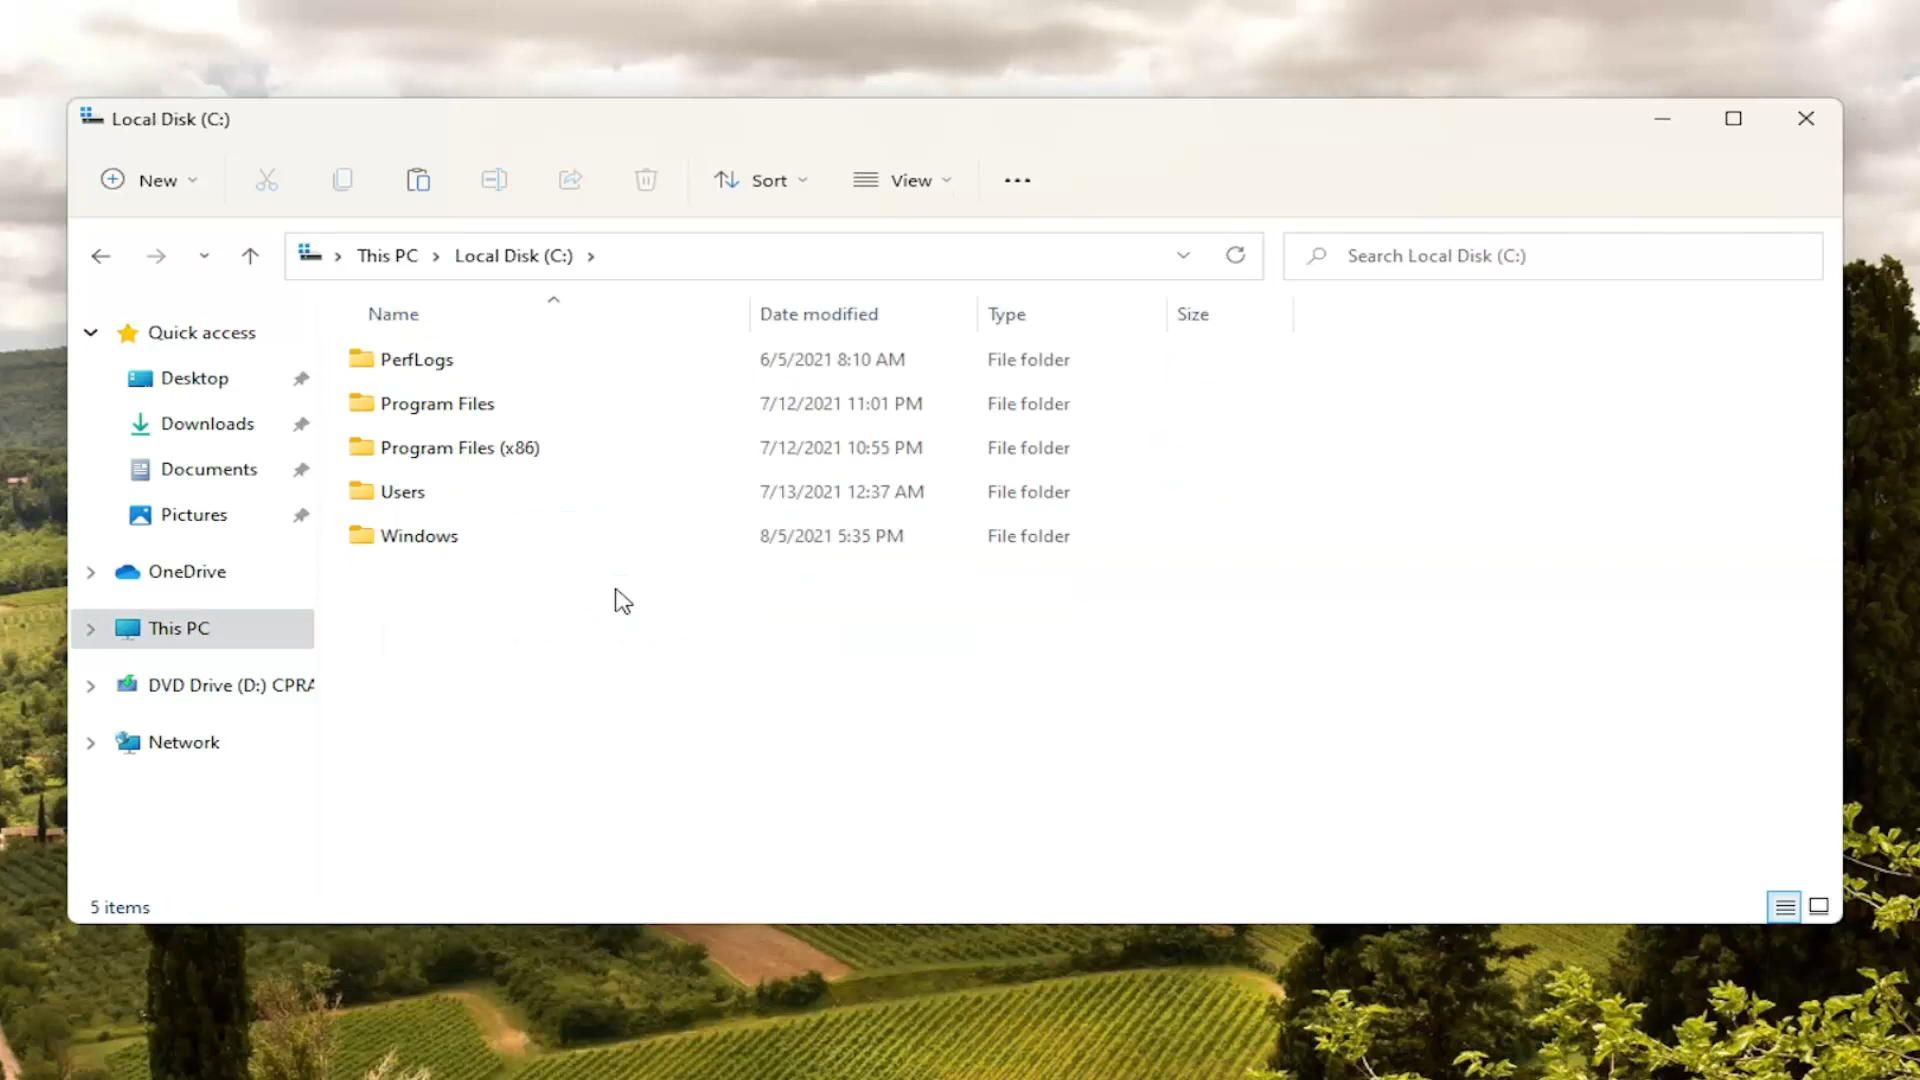 Local Disk (C:)
New
Sort
View
This PC
Local Disk (C:)
Search Local Disk (C:)
Name
Date modified
Type
Size
Quick access
Desktop
Downloads
Documents
Pictures
OneDrive
This PC
DVD Drive (D:) CPRA
Network
PerfLogs 6/5/2021 8:10 AM File folder
Program Files 7/12/2021 11:01 PM File folder
Program Files (x86) 7/12/2021 10:55 PM File folder
Users 7/13/2021 12:37 AM File folder
Windows 8/5/2021 5:35 PM File folder
5 items